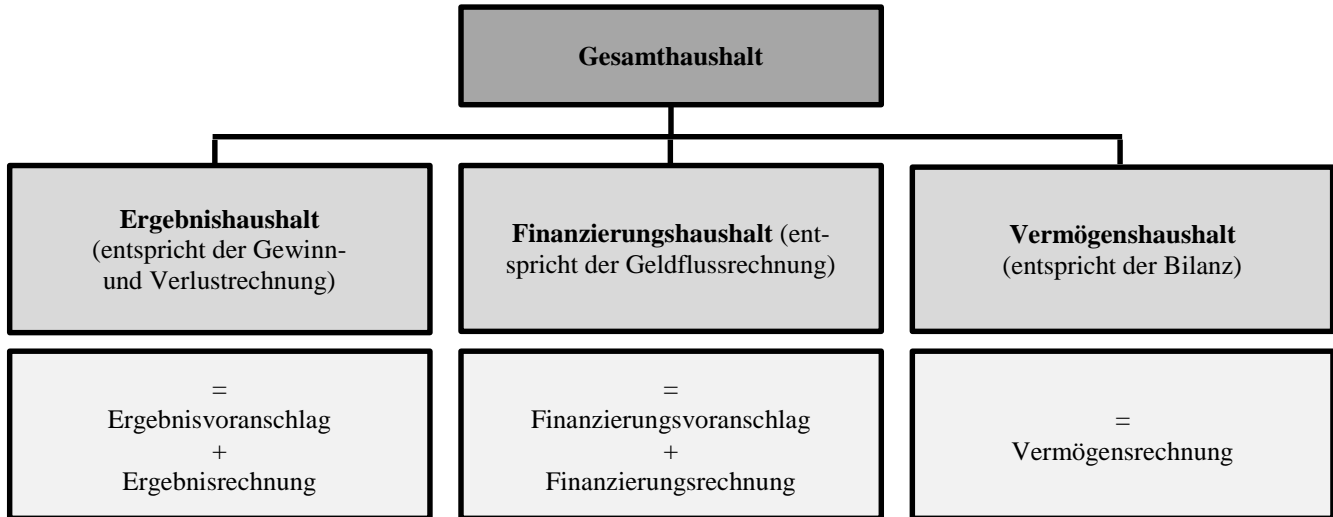 Gesamthaushalt
Ergebnishaushalt
(entspricht der Gewinn-
und Verlustrechnung)
Finanzierungshaushalt (ent-
spricht der Geldflussrechnung)
Vermögenshaushalt
(entspricht der Bilanz)
=
Ergebnisvoranschlag
+
Ergebnisrechnung
=
Finanzierungsvoranschlag
+
Finanzierungsrechnung
=
Vermögensrechnung